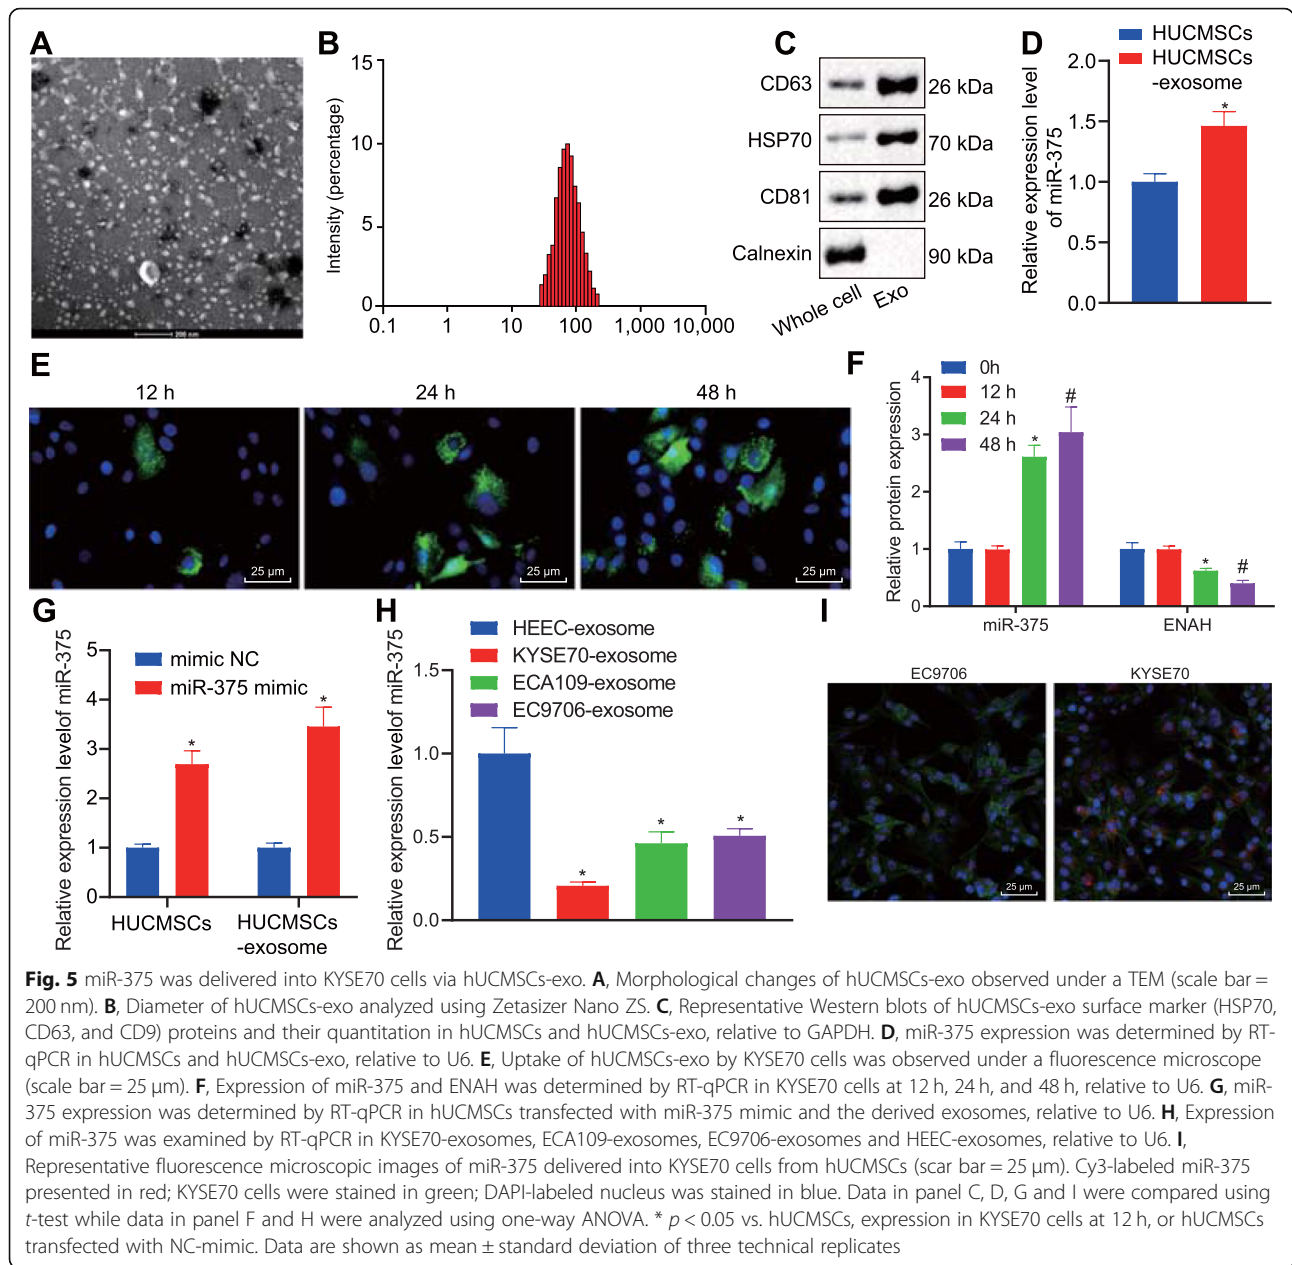 A
200 nm
B
Intensity (percentage)
15
10
5
0
0.1
1
10
100
1,000
10,000
C
CD63
26 kDa
HSP70
70 kDa
CD81
26 kDa
Calnexin
90 kDa
Whole cell
Exo
D
HUCMSCs
HUCMSCs
-exosome
Relative expression level
of miR-375
2.0
1.5
1.0
0.5
0.0
*
E
12 h
24 h
48 h
25 µm
25 µm
25 µm
F
0h
12 h
24 h
48 h
Relative protein expression
4
3
2
1
0
*
#
*
#
miR-375
ENAH
G
mimic NC
miR-375 mimic
Relative expression levelof miR-375
5
4
3
2
1
0
*
*
HUCMSCs
HUCMSCs
-exosome
H
HEEC-exosome
KYSE70-exosome
ECA109-exosome
EC9706-exosome
Relative expression levelof miR-375
1.5
1.0
0.5
0.0
*
*
*
I
EC9706
KYSE70
25 µm
25 µm
Fig. 5 miR-375 was delivered into KYSE70 cells via hUCMSCs-exo. A, Morphological changes of hUCMSCs-exo observed under a TEM (scale bar =
200 nm). B, Diameter of hUCMSCs-exo analyzed using Zetasizer Nano ZS. C, Representative Western blots of hUCMSCs-exo surface marker (HSP70,
CD63, and CD9) proteins and their quantitation in hUCMSCs and hUCMSCs-exo, relative to GAPDH. D, miR-375 expression was determined by RT-
qPCR in hUCMSCs and hUCMSCs-exo, relative to U6. E, Uptake of hUCMSCs-exo by KYSE70 cells was observed under a fluorescence microscope
(scale bar = 25 µm). F, Expression of miR-375 and ENAH was determined by RT-qPCR in KYSE70 cells at 12 h, 24 h, and 48 h, relative to U6. G, miR-
375 expression was determined by RT-qPCR in hUCMSCs transfected with miR-375 mimic and the derived exosomes, relative to U6. H, Expression
of miR-375 was examined by RT-qPCR in KYSE70-exosomes, ECA109-exosomes, EC9706-exosomes and HEEC-exosomes, relative to U6. I,
Representative fluorescence microscopic images of miR-375 delivered into KYSE70 cells from hUCMSCs (scar bar = 25 µm). Cy3-labeled miR-375
presented in red; KYSE70 cells were stained in green; DAPI-labeled nucleus was stained in blue. Data in panel C, D, G and I were compared using
t-test while data in panel F and H were analyzed using one-way ANOVA. * p < 0.05 vs. hUCMSCs, expression in KYSE70 cells at 12 h, or hUCMSCs
transfected with NC-mimic. Data are shown as mean ± standard deviation of three technical replicates